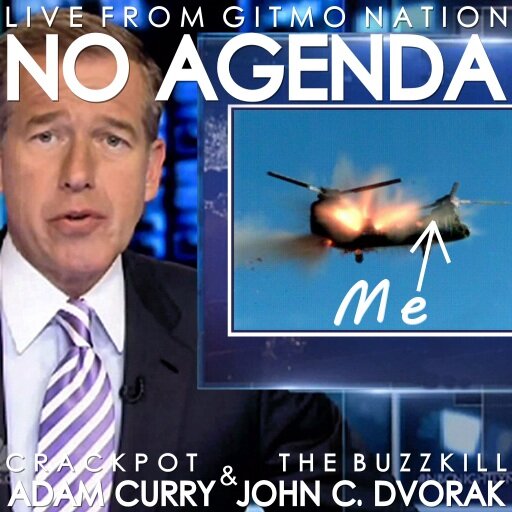 LIVE FROM GITMO NATION
NO AGENDA
Me
CRACKPOT THE BUZZKILL
ADAM CURRY & JOHN C. DVORAK